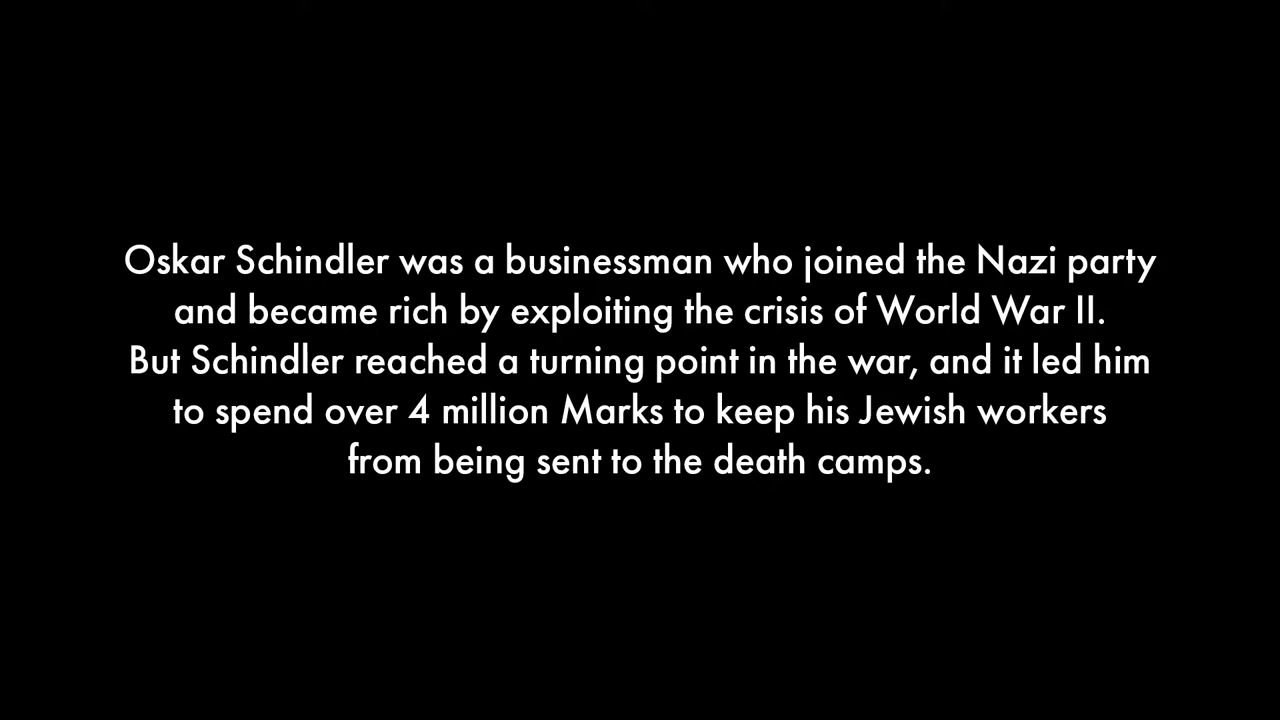 Oskar Schindler was a businessman who joined the Nazi party
and became rich by exploiting the crisis of World War II.
But Schindler reached a turning point in the war, and it led him
to spend over 4 million Marks to keep his Jewish workers
from being sent to the death camps.